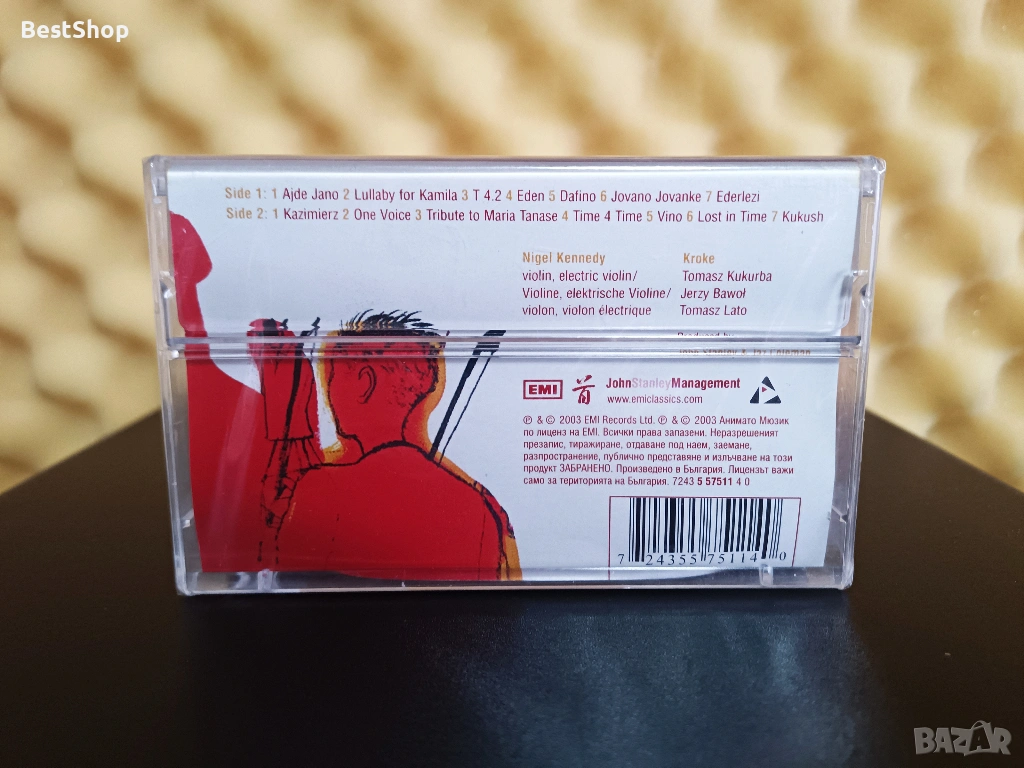 BestShop
Side 1: 1 Ajde Jano 2 Lullaby for Kamila 3 T 4.2 4 Eden 5 Dafino 6 Jovano Jovanke 7 Ederlezi
Side 2: 1 Kazimierz 2 One Voice 3 Tribute to Maria Tanase 4 Time 4 Time 5 Vino 6 Lost in Time 7 Kukush
Nigel Kennedy
violin, electric violin/
Violine, elektrische Violine/
violon, violon électrique
Kroke
Tomasz Kukurba
Jerzy Bawoł
Tomasz Lato
Produced by
EMI
JohnStanleyManagement
www.emiclassics.com
℗ & © 2003 EMI Records Ltd. ℗ & © 2003 Анимато Мюзик
по лиценз на EMI. Всички права запазени. Неразрешеният
презапис, тиражиране, отдаване под наем, заемане,
разпространение, публично представяне и излъчване на този
продукт ЗАБРАНЕНО. Произведено в България. Лицензът важи
само за територията на България. 7243 5 57511 4 0
7 24355 75114 0
BAZAR